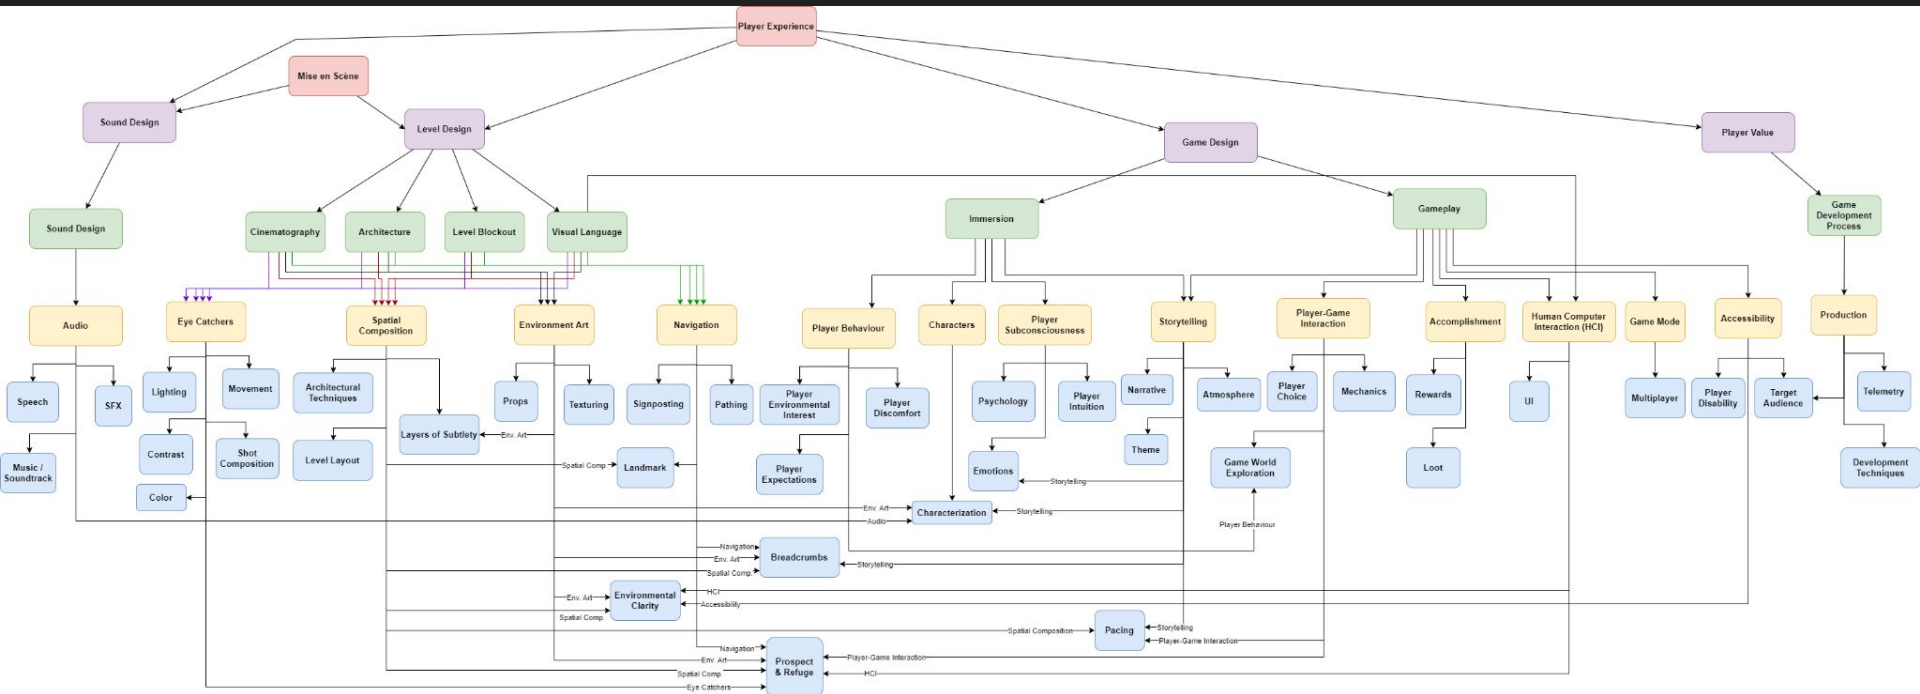 Player Experience
Mise en Scène
Sound Design
Level Design
Game Design
Player Value
Sound Design
Cinematography
Architecture
Level Blockout
Visual Language
Immersion
Gameplay
Game
Development
Process
Audio
Eye Catchers
Spatial
Composition
Environment Art
Navigation
Player Behaviour
Characters
Player
Subconsciousness
Storytelling
Player-Game
Interaction
Accomplishment
Human Computer
Interaction (HCI)
Game Mode
Accessibility
Production
Speech
SFX
Lighting
Movement
Architectural
Techniques
Props
Texturing
Signposting
Pathing
Player
Environmental
Interest
Player
Discomfort
Psychology
Player
Intuition
Narrative
Atmosphere
Player
Choice
Mechanics
Rewards
UI
Multiplayer
Player
Disability
Target
Audience
Telemetry
Music /
Soundtrack
Contrast
Shot
Composition
Color
Level Layout
Layers of Subtlety
Env. Art
Spatial Comp.
Landmark
Player
Expectations
Emotions
Storytelling
Theme
Game World
Exploration
Loot
Development
Techniques
Env. Art
Audio
Characterization
Storytelling
Player Behaviour
Navigation
Env. Art
Spatial Comp.
Breadcrumbs
Storytelling
Env. Art
Spatial Comp.
Environmental
Clarity
HCI
Accessibility
Spatial Composition
Pacing
Storytelling
Player-Game Interaction
Navigation
Env. Art
Spatial Comp.
Eye Catchers
Prospect
& Refuge
Player-Game Interaction
HCI